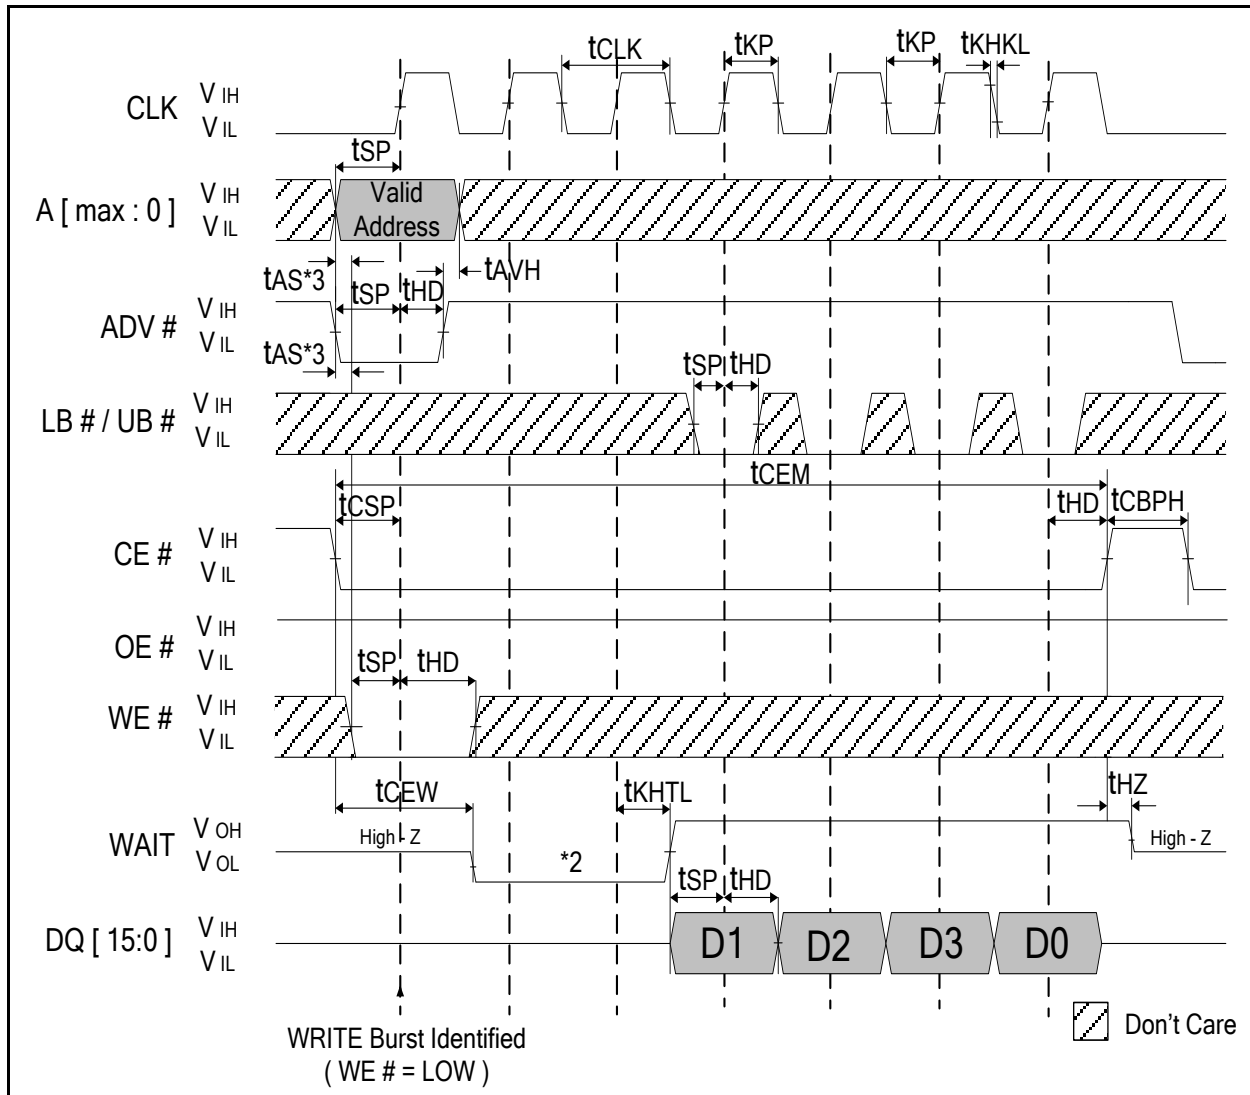 tCLK tKP tKP tKHKL
CLK V IH
V IL
tSP
A [ max : 0 ] V IH
V IL
Valid
Address
tAS*3 tSP tHD tAVH
ADV # V IH
V IL
tAS*3
tSP tHD
LB # / UB # V IH
V IL
tCEM
tCSP tHD tCBPH
CE # V IH
V IL
OE # V IH
V IL
tSP tHD
WE # V IH
V IL
tCEW tKHTL tHZ
WAIT V OH
V OL
High - Z *2 High - Z
tSP tHD
DQ [ 15:0 ] V IH
V IL
D1 D2 D3 D0
Don't Care
WRITE Burst Identified
( WE # = LOW )